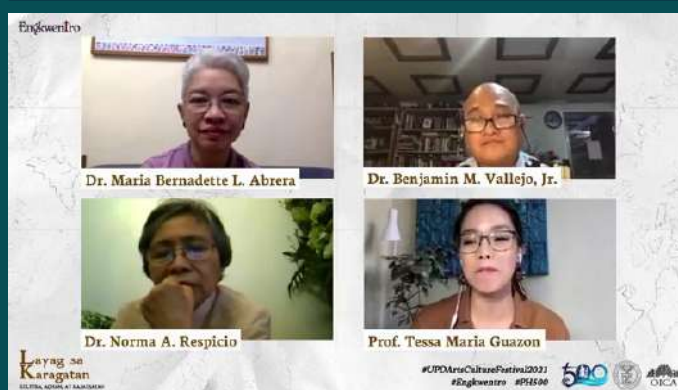 Engkwentro
Dr. Maria Bernadette L. Abrera
Dr. Benjamin M. Vallejo, Jr.
Dr. Norma A. Respicio
Prof. Tessa Maria Guazon
Layag sa
Karagatan
#UPDArtsCultureFestival2021
#Engkwentro #PH500
500
OICA